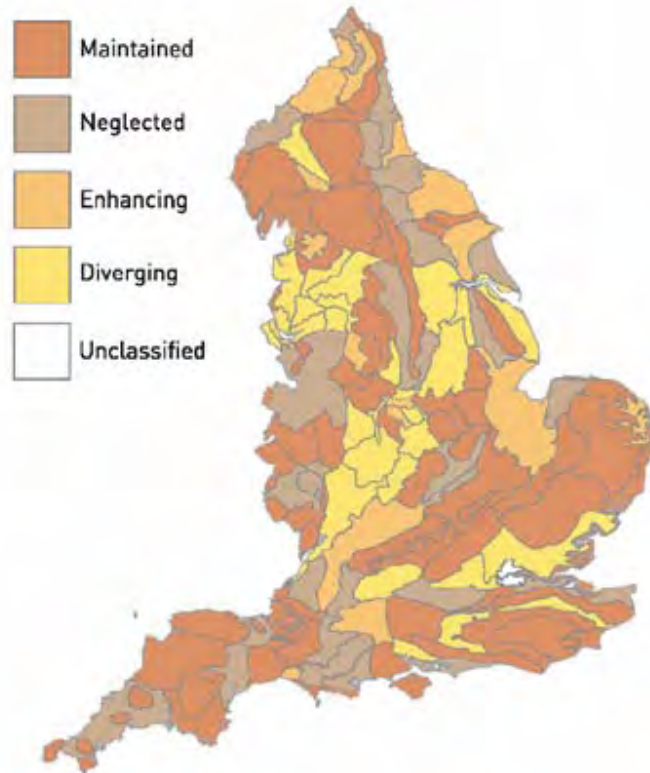 Maintained
Neglected
Enhancing
Diverging
Unclassified